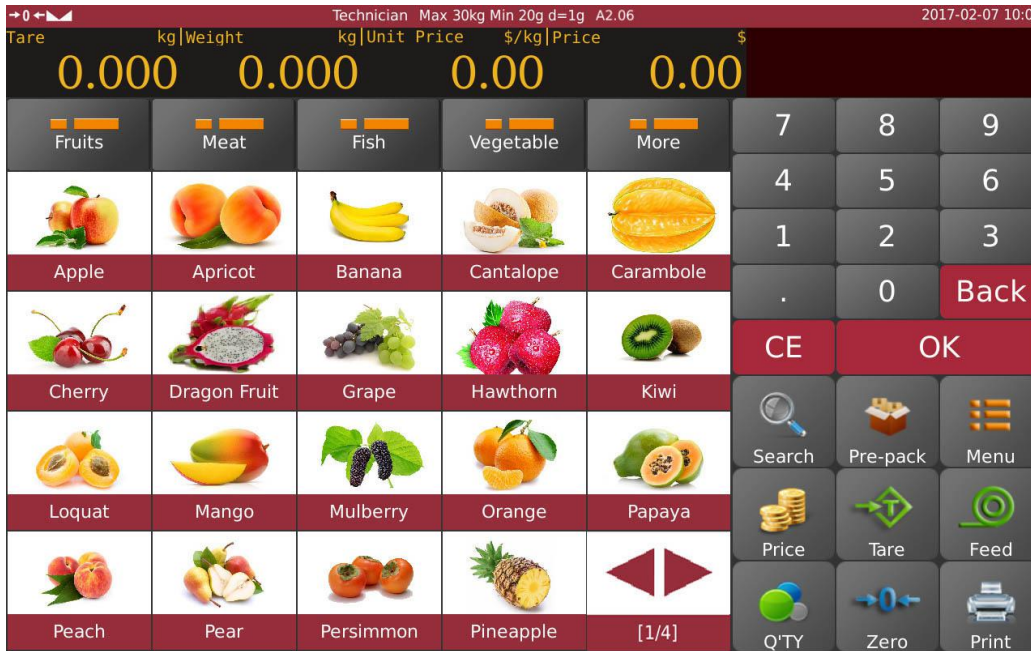 →0← Technician Max 30kg Min 20g d=1g A2.06 2017-02-07 10:0
Tare kg|Weight kg|Unit Price $/kg|Price $
0.000 0.000 0.00 0.00
Fruits Meat Fish Vegetable More
Apple Apricot Banana Cantalope Carambole
Cherry Dragon Fruit Grape Hawthorn Kiwi
Loquat Mango Mulberry Orange Papaya
Peach Pear Persimmon Pineapple [1/4]
7 8 9
4 5 6
1 2 3
. 0 Back
CE OK
Search Pre-pack Menu
T
Price Tare Feed
→0←
Q'TY Zero Print